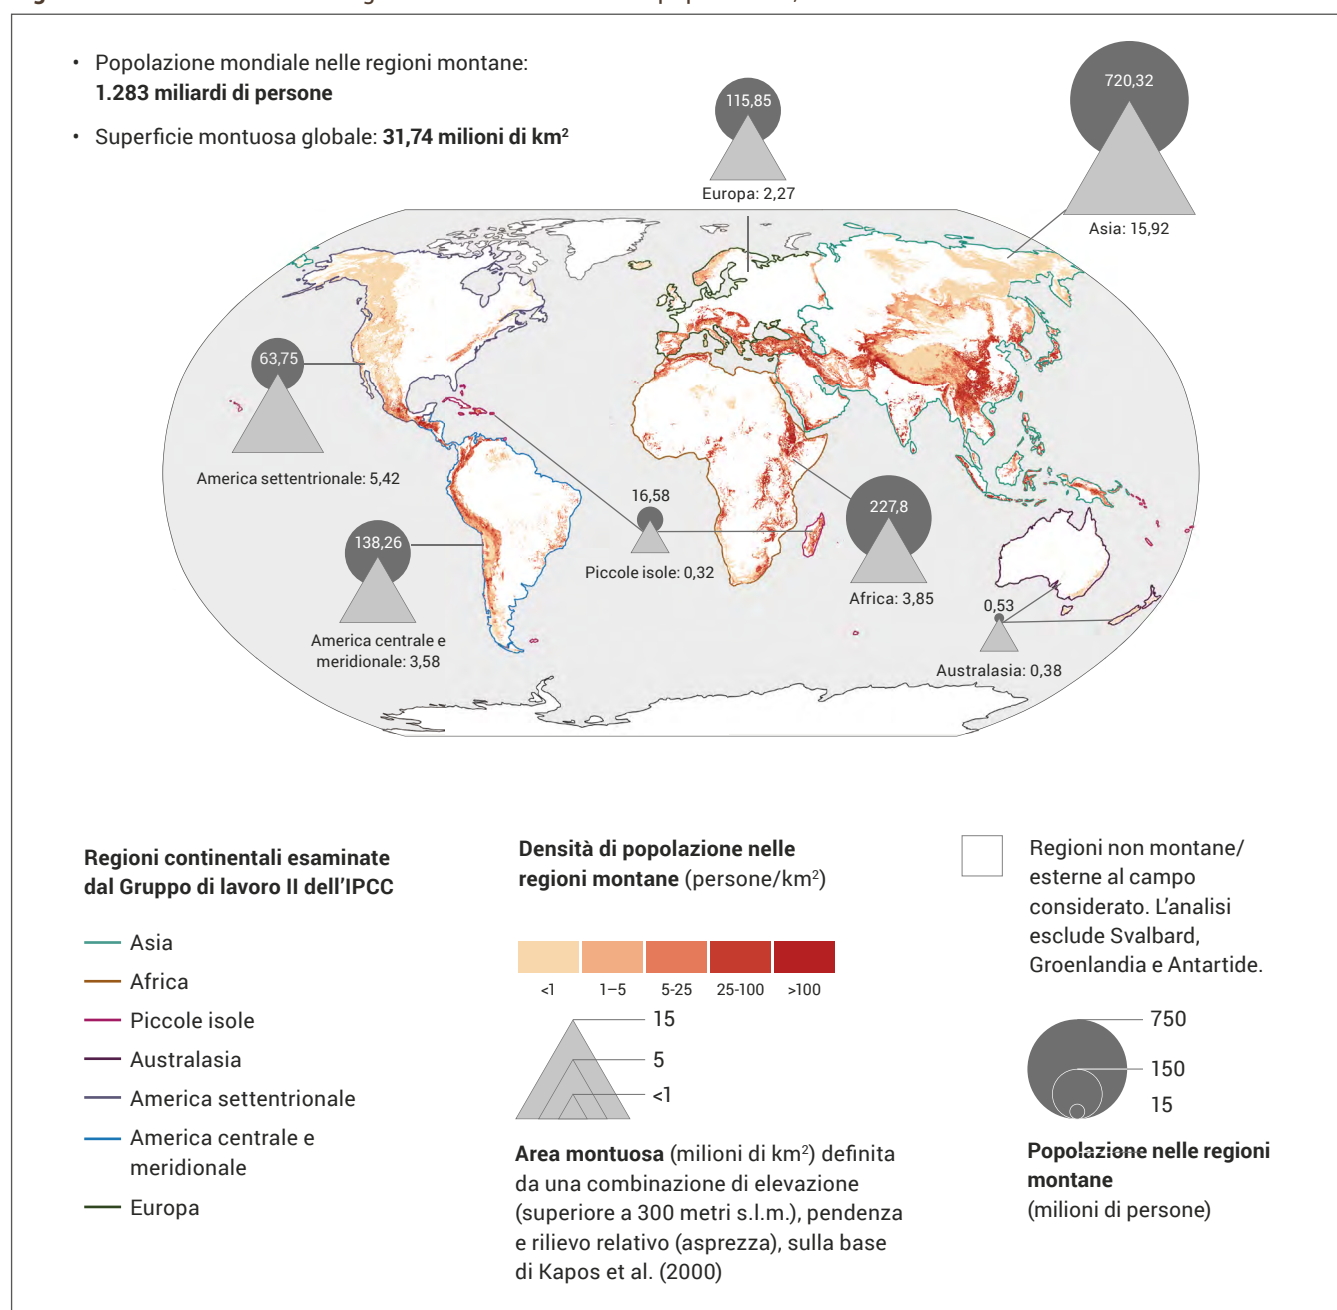 • Popolazione mondiale nelle regioni montane:
1.283 miliardi di persone
• Superficie montuosa globale: 31,74 milioni di km²
115,85
Europa: 2,27
720,32
Asia: 15,92
63,75
America settentrionale: 5,42
138,26
America centrale e
meridionale: 3,58
16,58
Piccole isole: 0,32
227,8
Africa: 3,85
0,53
Australasia: 0,38
Regioni continentali esaminate
dal Gruppo di lavoro II dell’IPCC
Asia
Africa
Piccole isole
Australasia
America settentrionale
America centrale e
meridionale
Europa
Densità di popolazione nelle
regioni montane (persone/km²)
<1 1–5 5-25 25-100 >100
15
5
<1
Area montuosa (milioni di km²) definita
da una combinazione di elevazione
(superiore a 300 metri s.l.m.), pendenza
e rilievo relativo (asprezza), sulla base
di Kapos et al. (2000)
Regioni non montane/
esterne al campo
considerato. L’analisi
esclude Svalbard,
Groenlandia e Antartide.
750
150
15
Popolazione nelle regioni
montane
(milioni di persone)